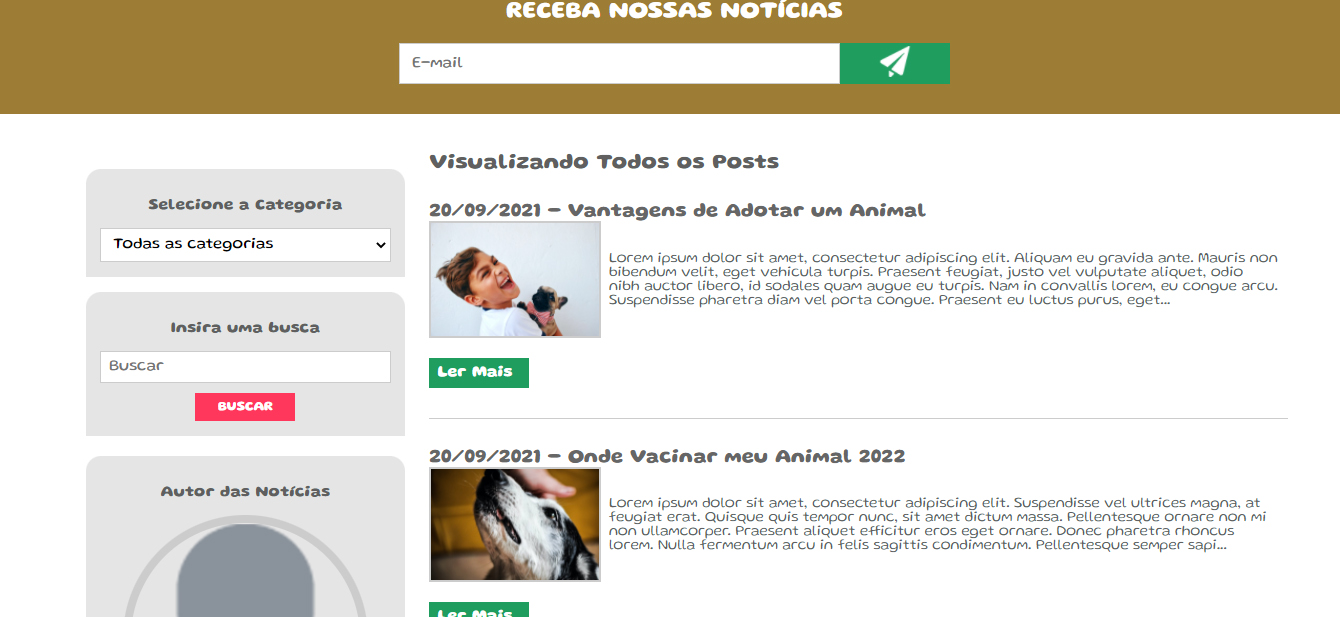 RECEBA NOSSAS NOTÍCIAS
E-mail
Selecione a Categoria
Todas as categorias
Insira uma busca
Buscar
BUSCAR
Autor das Notícias
Visualizando Todos os Posts
20/09/2021 - Vantagens de Adotar um Animal
Lorem ipsum dolor sit amet, consectetur adipiscing elit. Aliquam eu gravida ante. Mauris non
bibendum velit, eget vehicula turpis. Praesent feugiat, justo vel vulputate aliquet, odio
nibh auctor libero, id sodales quam augue eu turpis. Nam in convallis lorem, eu congue arcu.
Suspendisse pharetra diam vel porta congue. Praesent eu luctus purus, eget...
Ler Mais
20/09/2021 - Onde Vacinar meu Animal 2022
Lorem ipsum dolor sit amet, consectetur adipiscing elit. Suspendisse vel ultrices magna, at
feugiat erat. Quisque quis tempor nunc, sit amet dictum massa. Pellentesque ornare non mi
non ullamcorper. Praesent aliquet efficitur eros eget ornare. Donec pharetra rhoncus
lorem. Nulla fermentum arcu in felis sagittis condimentum. Pellentesque semper sapi...
Ler Mais